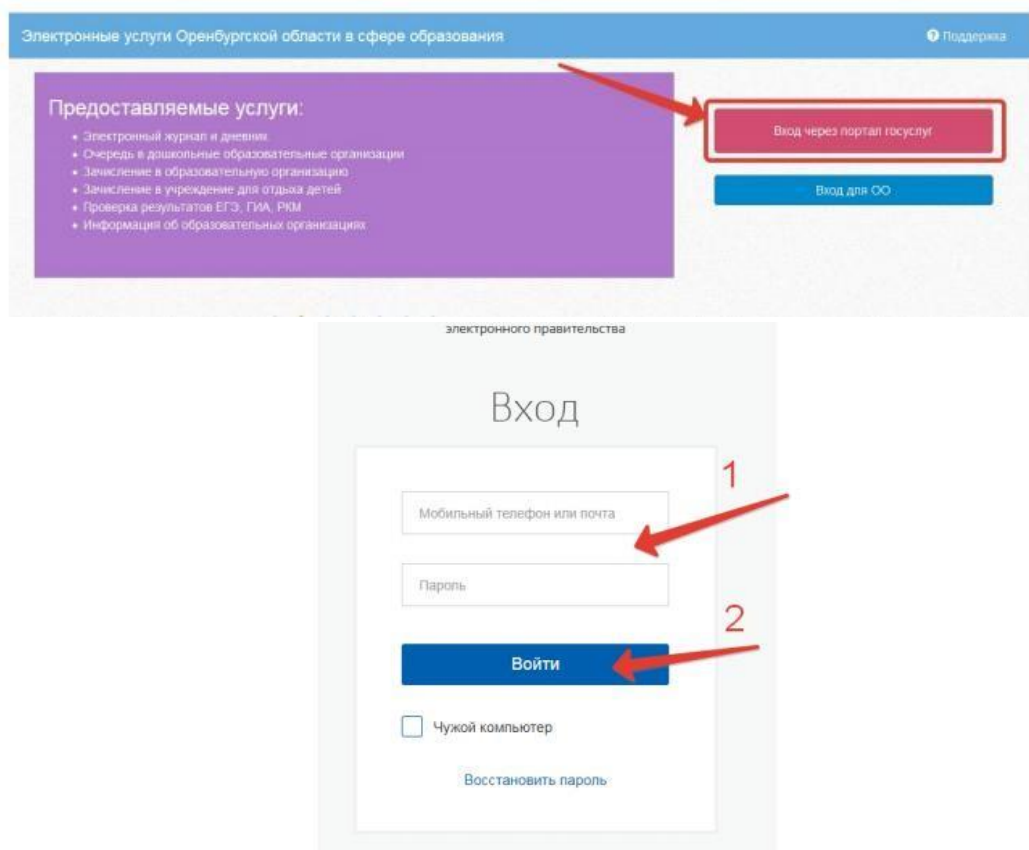 Электронные услуги Оренбургской области в сфере образования
Поддержка
Предоставляемые услуги:
Электронный журнал и дневник
Очередь в дошкольные образовательные организации
Зачисление в образовательную организацию
Зачисление в учреждение для отдыха детей
Проверка результатов ЕГЭ, ГИА, РКМ
Информация об образовательных организациях
Вход через портал госуслуг
Вход для ОО
электронного правительства
Вход
1
Мобильный телефон или почта
Пароль
2
Войти
Чужой компьютер
Восстановить пароль